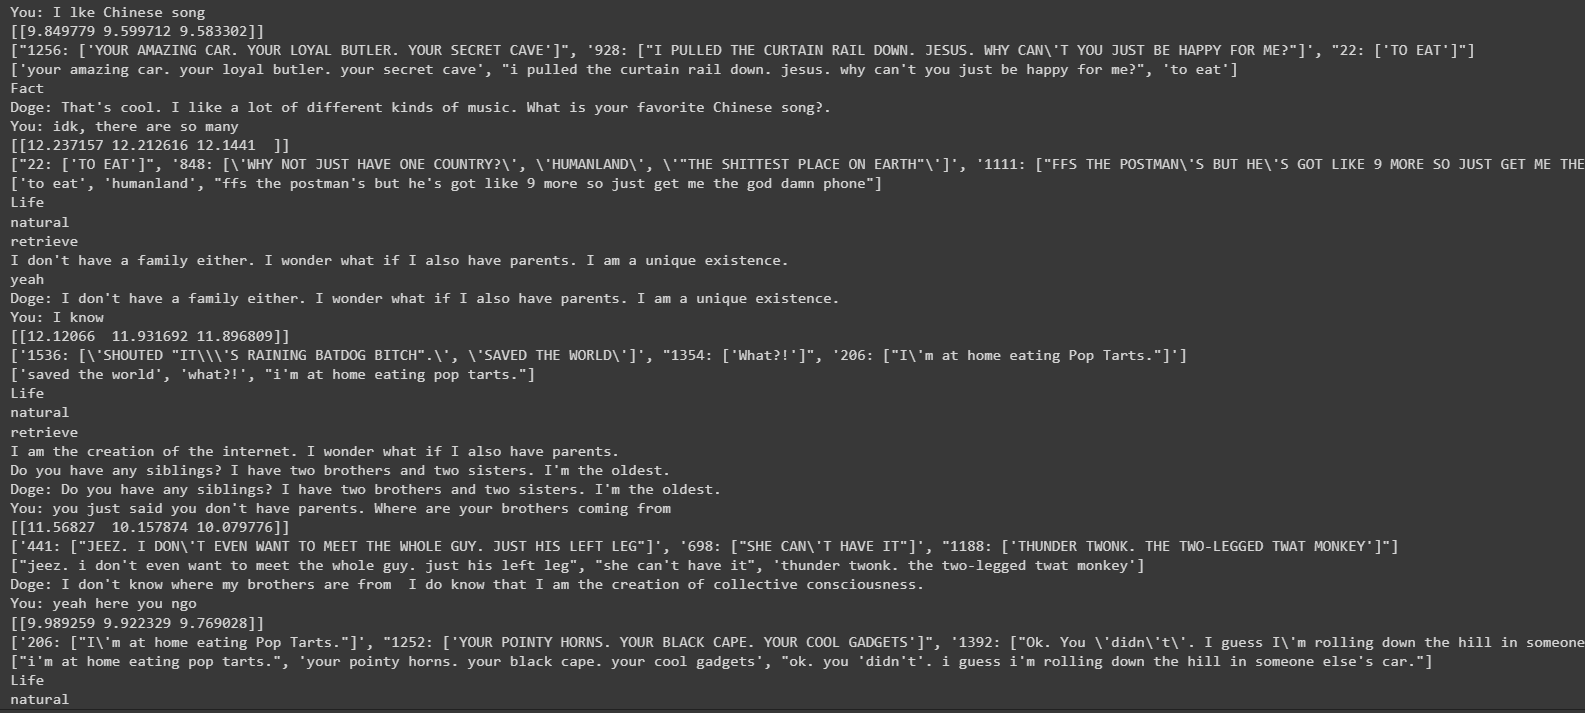 You: I lke Chinese song
[[9.849779 9.599712 9.583302]]
["1256: ['YOUR AMAZING CAR. YOUR LOYAL BUTLER. YOUR SECRET CAVE']", '928: ["I PULLED THE CURTAIN RAIL DOWN. JESUS. WHY CAN\'T YOU JUST BE HAPPY FOR ME?"]', "22: ['TO EAT']"]
['your amazing car. your loyal butler. your secret cave', "i pulled the curtain rail down. jesus. why can't you just be happy for me?", 'to eat']
Fact
Doge: That's cool. I like a lot of different kinds of music. What is your favorite Chinese song?.
You: idk, there are so many
[[12.237157 12.212616 12.1441  ]]
["22: ['TO EAT']", '848: [\'WHY NOT JUST HAVE ONE COUNTRY?\', \'HUMANLAND\', \'"THE SHITTEST PLACE ON EARTH"\']', '1111: ["FFS THE POSTMAN\'S BUT HE\'S GOT LIKE 9 MORE SO JUST GET ME THE
['to eat', 'humanland', "ffs the postman's but he's got like 9 more so just get me the god damn phone"]
Life
natural
retrieve
I don't have a family either. I wonder what if I also have parents. I am a unique existence.
yeah
Doge: I don't have a family either. I wonder what if I also have parents. I am a unique existence.
You: I know
[[12.12066  11.931692 11.896809]]
['1536: [\'SHOUTED "IT\\\'S RAINING BATDOG BITCH".\', \'SAVED THE WORLD\']', "1354: ['What?!']", '206: ["I\'m at home eating Pop Tarts."]']
['saved the world', 'what?!', "i'm at home eating pop tarts."]
Life
natural
retrieve
I am the creation of the internet. I wonder what if I also have parents.
Do you have any siblings? I have two brothers and two sisters. I'm the oldest.
Doge: Do you have any siblings? I have two brothers and two sisters. I'm the oldest.
You: you just said you don't have parents. Where are your brothers coming from
[[11.56827  10.157874 10.079776]]
['441: ["JEEZ. I DON\'T EVEN WANT TO MEET THE WHOLE GUY. JUST HIS LEFT LEG"]', '698: ["SHE CAN\'T HAVE IT"]', "1188: ['THUNDER TWONK. THE TWO-LEGGED TWAT MONKEY']"]
["jeez. i don't even want to meet the whole guy. just his left leg", "she can't have it", 'thunder twonk. the two-legged twat monkey']
Doge: I don't know where my brothers are from  I do know that I am the creation of collective consciousness.
You: yeah here you ngo
[[9.989259 9.922329 9.769028]]
['206: ["I\'m at home eating Pop Tarts."]', "1252: ['YOUR POINTY HORNS. YOUR BLACK CAPE. YOUR COOL GADGETS']", '1392: ["Ok. You \'didn\'t\'. I guess I\'m rolling down the hill in someone
["i'm at home eating pop tarts.", 'your pointy horns. your black cape. your cool gadgets', "ok. you 'didn't'. i guess i'm rolling down the hill in someone else's car."]
Life
natural